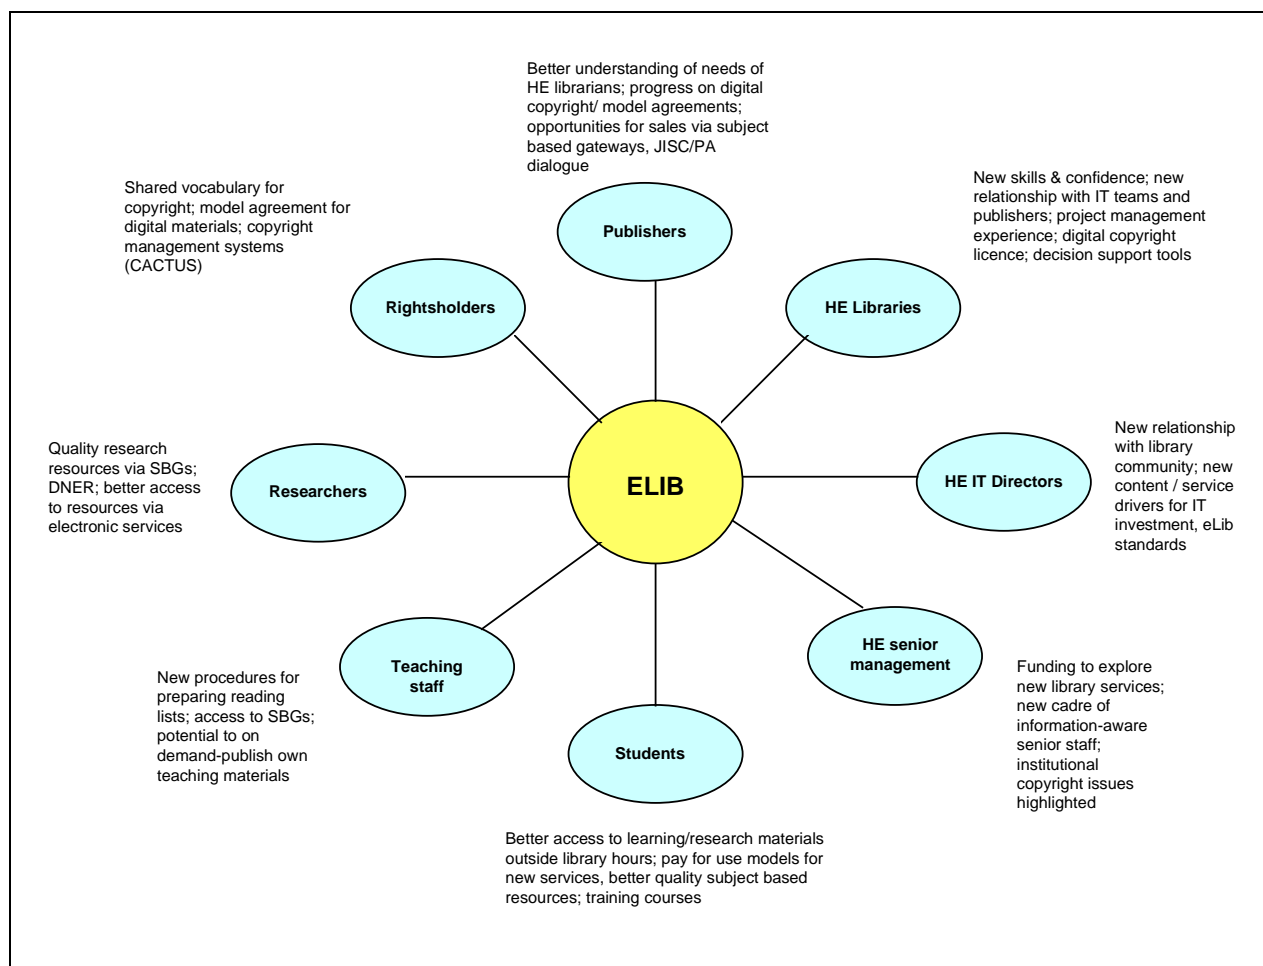 Better understanding of needs of
HE librarians; progress on digital
copyright/ model agreements;
opportunities for sales via subject
based gateways, JISC/PA
dialogue
Publishers
New skills & confidence; new
relationship with IT teams and
publishers; project management
experience; digital copyright
licence; decision support tools
HE Libraries
Shared vocabulary for
copyright; model agreement for
digital materials; copyright
management systems
(CACTUS)
Rightsholders
New relationship
with library
community; new
content / service
drivers for IT
investment, eLib
standards
HE IT Directors
ELIB
Quality research
resources via SBGs;
DNER; better access
to resources via
electronic services
Researchers
HE senior
management
Funding to explore
new library services;
new cadre of
information-aware
senior staff;
institutional
copyright issues
highlighted
Teaching
staff
New procedures for
preparing reading
lists; access to SBGs;
potential to on
demand-publish own
teaching materials
Students
Better access to learning/research materials
outside library hours; pay for use models for
new services, better quality subject based
resources; training courses